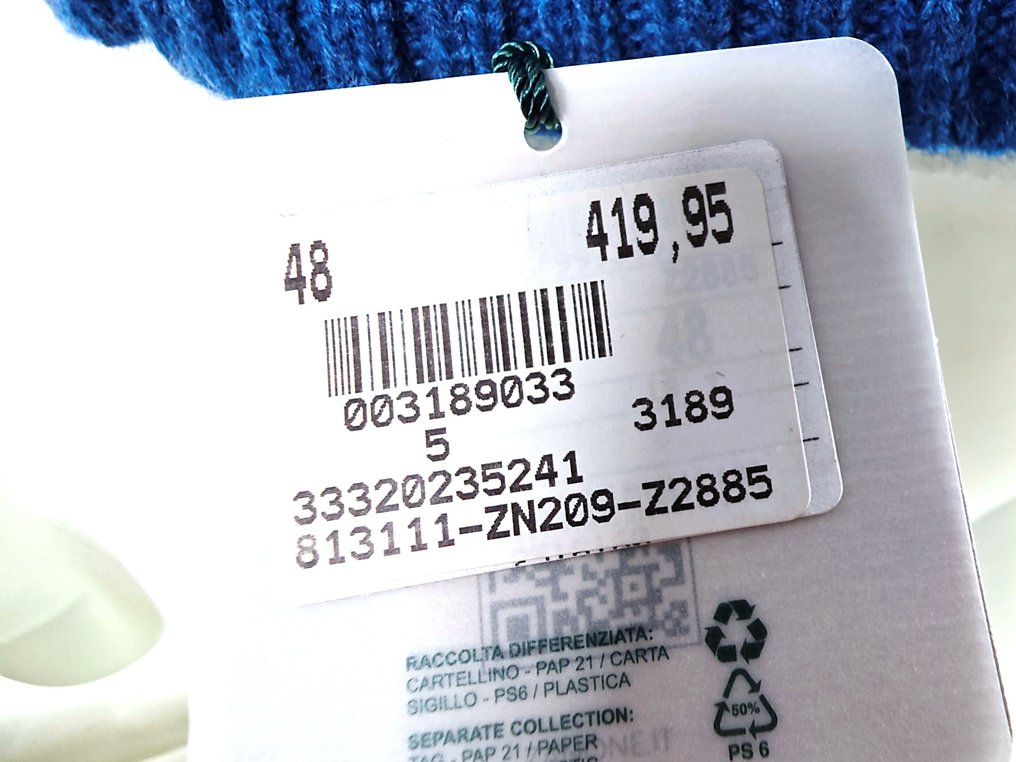 48 419,95
003189033
5 3189
33320235241
813111-ZN209-Z2885
RACCOLTA DIFFERENZIATA:
CARTELLINO - PAP 21 / CARTA
SIGILLO - PS6 / PLASTICA
SEPARATE COLLECTION:
TAG - PAP 21 / PAPER
50%
PS 6